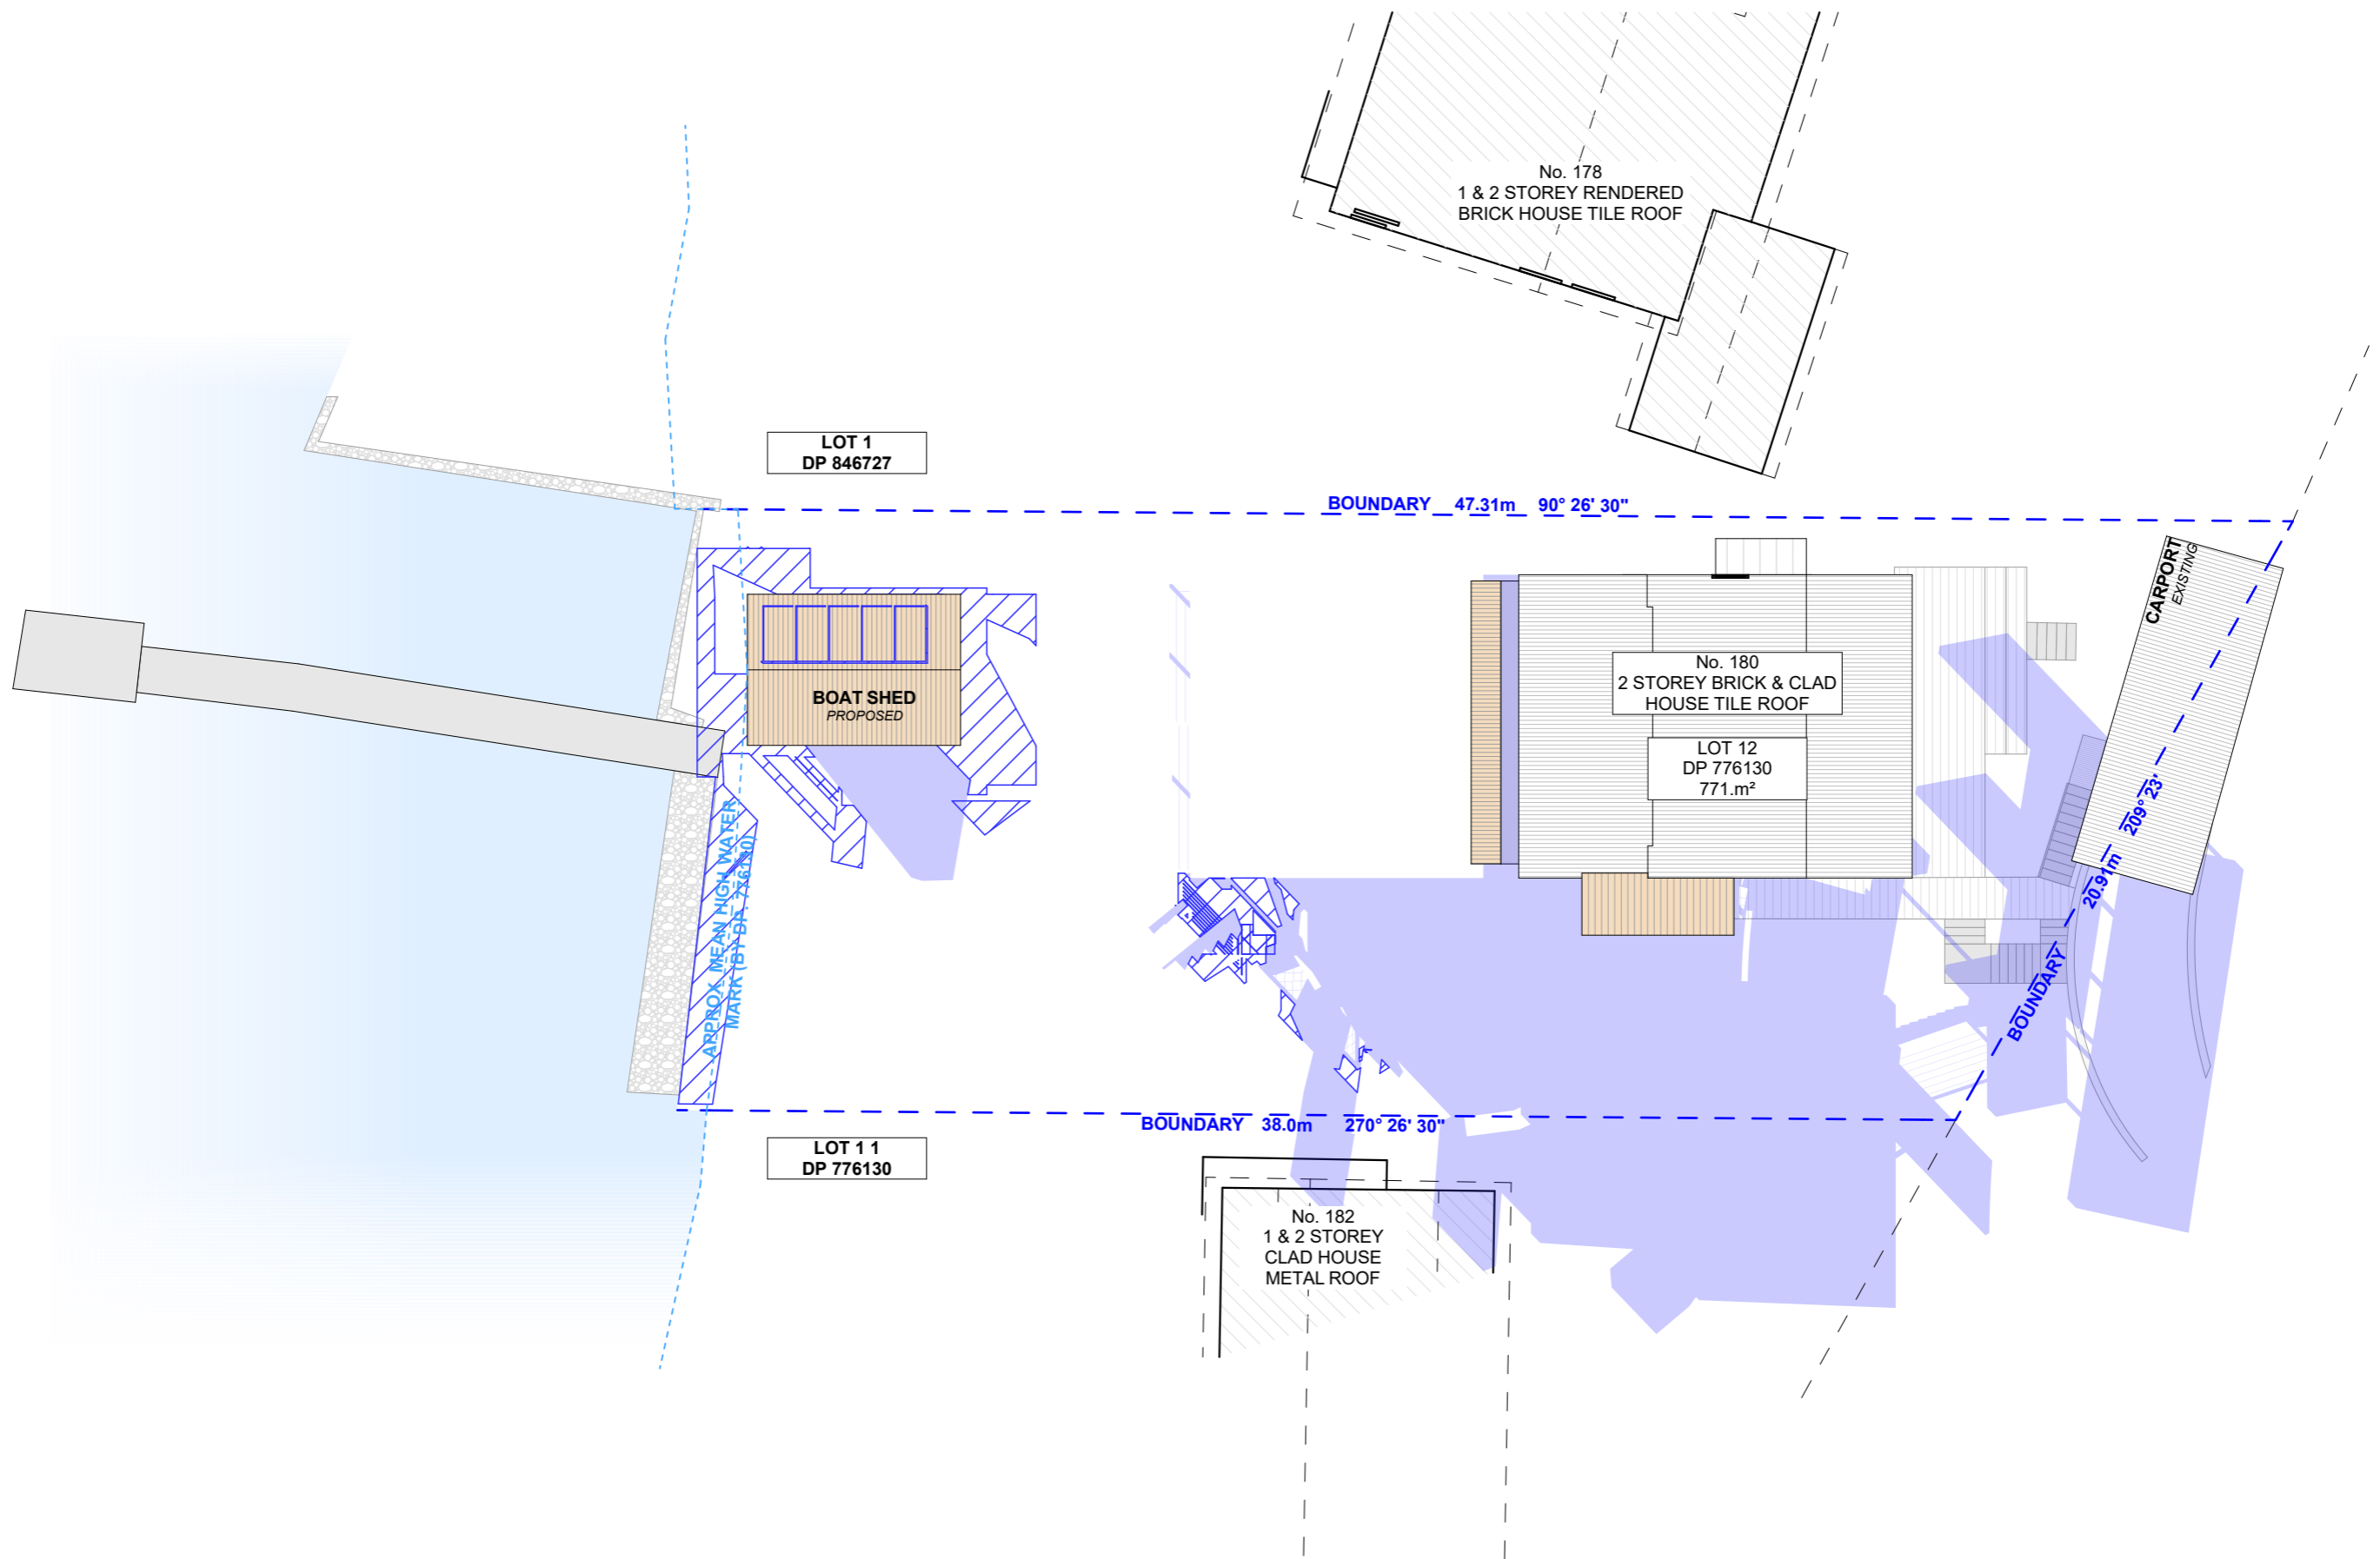 No. 178
1 & 2 STOREY RENDERED
BRICK HOUSE TILE ROOF
LOT 1
DP 846727
BOUNDARY 47.31m 90° 26' 30"
CARPORT
EXISTING
No. 180
2 STOREY BRICK & CLAD
HOUSE TILE ROOF
BOAT SHED
PROPOSED
LOT 12
DP 776130
771.m²
APPROX MEAN HIGH WATER
MARK (BY DP. 776130)
BOUNDARY 20.91m 209° 23'
BOUNDARY 38.0m 270° 26' 30"
LOT 1 1
DP 776130
No. 182
1 & 2 STOREY
CLAD HOUSE
METAL ROOF